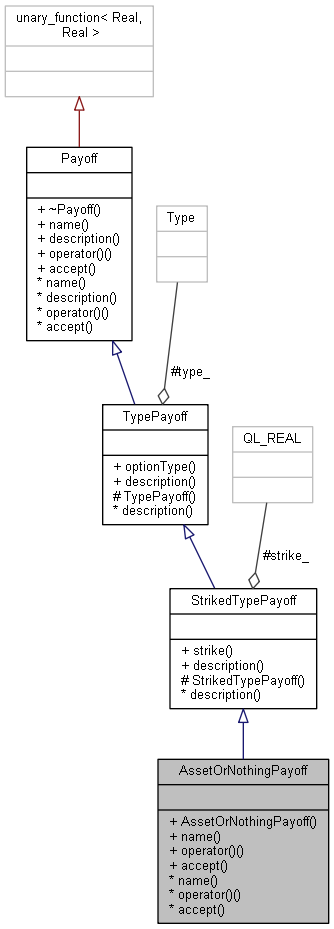 unary_function< Real,
Real >
Payoff
+ ~Payoff()
+ name()
+ description()
+ operator()()
+ accept()
* name()
* description()
* operator()()
* accept()
Type
#type_
TypePayoff
+ optionType()
+ description()
# TypePayoff()
* description()
QL_REAL
#strike_
StrikedTypePayoff
+ strike()
+ description()
# StrikedTypePayoff()
* description()
AssetOrNothingPayoff
+ AssetOrNothingPayoff()
+ name()
+ operator()()
+ accept()
* name()
* operator()()
* accept()